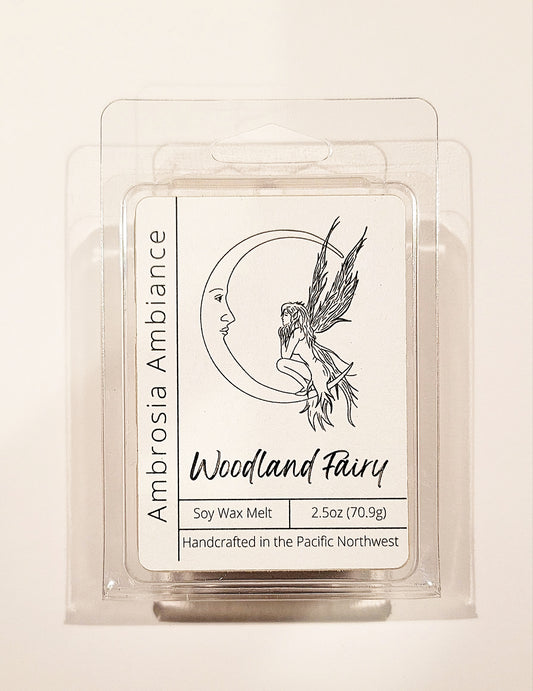 Ambrosia Ambiance
Woodland Fairy
Soy Wax Melt
2.5oz (70.9g)
Handcrafted in the Pacific Northwest